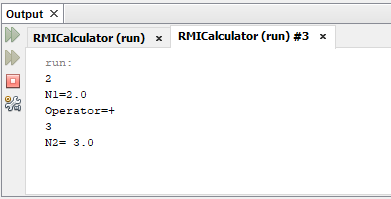 Output ×
RMICalculator (run) × RMICalculator (run) #3 ×
run:
2
N1=2.0
Operator=+
3
N2= 3.0